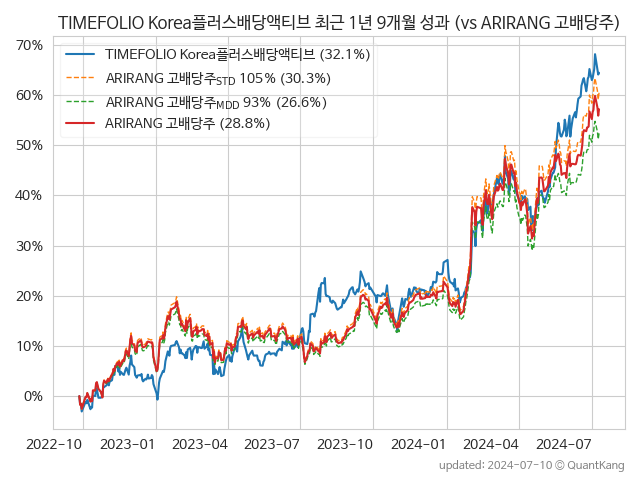 TIMEFOLIO Korea플러스배당액티브 최근 1년 9개월 성과 (vs ARIRANG 고배당주)
TIMEFOLIO Korea플러스배당액티브 (32.1%)
ARIRANG 고배당주STD 105% (30.3%)
ARIRANG 고배당주MDD 93% (26.6%)
ARIRANG 고배당주 (28.8%)
70%
60%
50%
40%
30%
20%
10%
0%
2022-10 2023-01 2023-04 2023-07 2023-10 2024-01 2024-04 2024-07
updated: 2024-07-10 © QuantKang